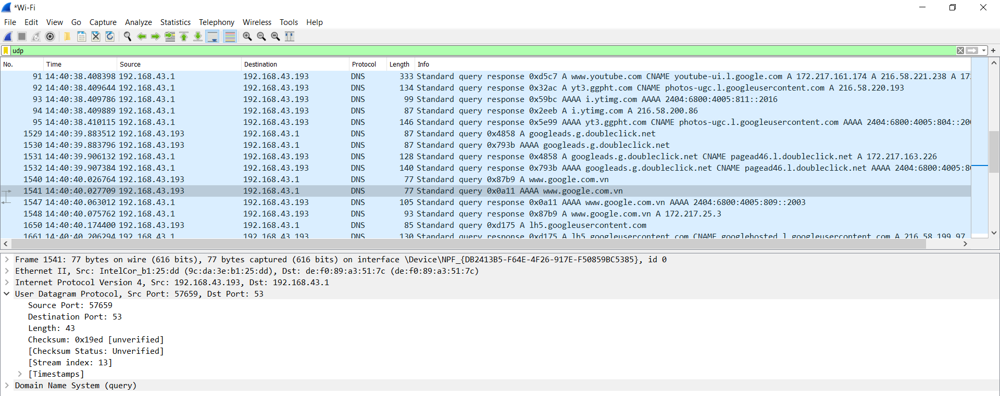 *Wi-Fi
File Edit View Go Capture Analyze Statistics Telephony Wireless Tools Help
udp
No. Time Source Destination Protocol Length Info
91 14:40:38.408398 192.168.43.1 192.168.43.193 DNS 333 Standard query response 0xd5c7 A www.youtube.com CNAME youtube-ui.l.google.com A 172.217.161.174 A 216.58.221.238 A 17
92 14:40:38.409644 192.168.43.1 192.168.43.193 DNS 134 Standard query response 0x32ac A yt3.ggpht.com CNAME photos-ugc.l.googleusercontent.com A 216.58.220.193
93 14:40:38.409786 192.168.43.1 192.168.43.193 DNS 99 Standard query response 0x59bc AAAA i.ytimg.com AAAA 2404:6800:4005:811::2016
94 14:40:38.409889 192.168.43.1 192.168.43.193 DNS 87 Standard query response 0x2eeb A i.ytimg.com A 216.58.200.86
95 14:40:38.410115 192.168.43.1 192.168.43.193 DNS 146 Standard query response 0x5e99 AAAA yt3.ggpht.com CNAME photos-ugc.l.googleusercontent.com AAAA 2404:6800:4005:804::200
1529 14:40:39.883512 192.168.43.193 192.168.43.1 DNS 87 Standard query 0x4858 A googleads.g.doubleclick.net
1530 14:40:39.883796 192.168.43.193 192.168.43.1 DNS 87 Standard query 0x793b AAAA googleads.g.doubleclick.net
1531 14:40:39.906132 192.168.43.1 192.168.43.193 DNS 128 Standard query response 0x4858 A googleads.g.doubleclick.net CNAME pagead46.l.doubleclick.net A 172.217.163.226
1532 14:40:39.907384 192.168.43.1 192.168.43.193 DNS 140 Standard query response 0x793b AAAA googleads.g.doubleclick.net CNAME pagead46.l.doubleclick.net AAAA 2404:6800:4005:80
1540 14:40:40.026764 192.168.43.193 192.168.43.1 DNS 77 Standard query 0x87b9 A www.google.com.vn
1541 14:40:40.027709 192.168.43.193 192.168.43.1 DNS 77 Standard query 0x0a11 AAAA www.google.com.vn
1547 14:40:40.063012 192.168.43.1 192.168.43.193 DNS 105 Standard query response 0x0a11 AAAA www.google.com.vn AAAA 2404:6800:4005:809::2003
1548 14:40:40.075762 192.168.43.1 192.168.43.193 DNS 93 Standard query response 0x87b9 A www.google.com.vn A 172.217.25.3
1650 14:40:40.174400 192.168.43.193 192.168.43.1 DNS 85 Standard query 0xd175 A lh5.googleusercontent.com
1661 14:40:40.206294 192.168.43.1 192.168.43.193 DNS 130 Standard query response 0xd175 A lh5.googleusercontent.com CNAME googlehosted.l.googleusercontent.com A 216.58.199.97
Frame 1541: 77 bytes on wire (616 bits), 77 bytes captured (616 bits) on interface \Device\NPF_{DB2413B5-F64E-4F26-917E-F50859BC5385}, id 0
Ethernet II, Src: IntelCor_b1:25:dd (9c:da:3e:b1:25:dd), Dst: de:f0:89:a3:51:7c (de:f0:89:a3:51:7c)
Internet Protocol Version 4, Src: 192.168.43.193, Dst: 192.168.43.1
User Datagram Protocol, Src Port: 57659, Dst Port: 53
Source Port: 57659
Destination Port: 53
Length: 43
Checksum: 0x19ed [unverified]
[Checksum Status: Unverified]
[Stream index: 13]
[Timestamps]
Domain Name System (query)